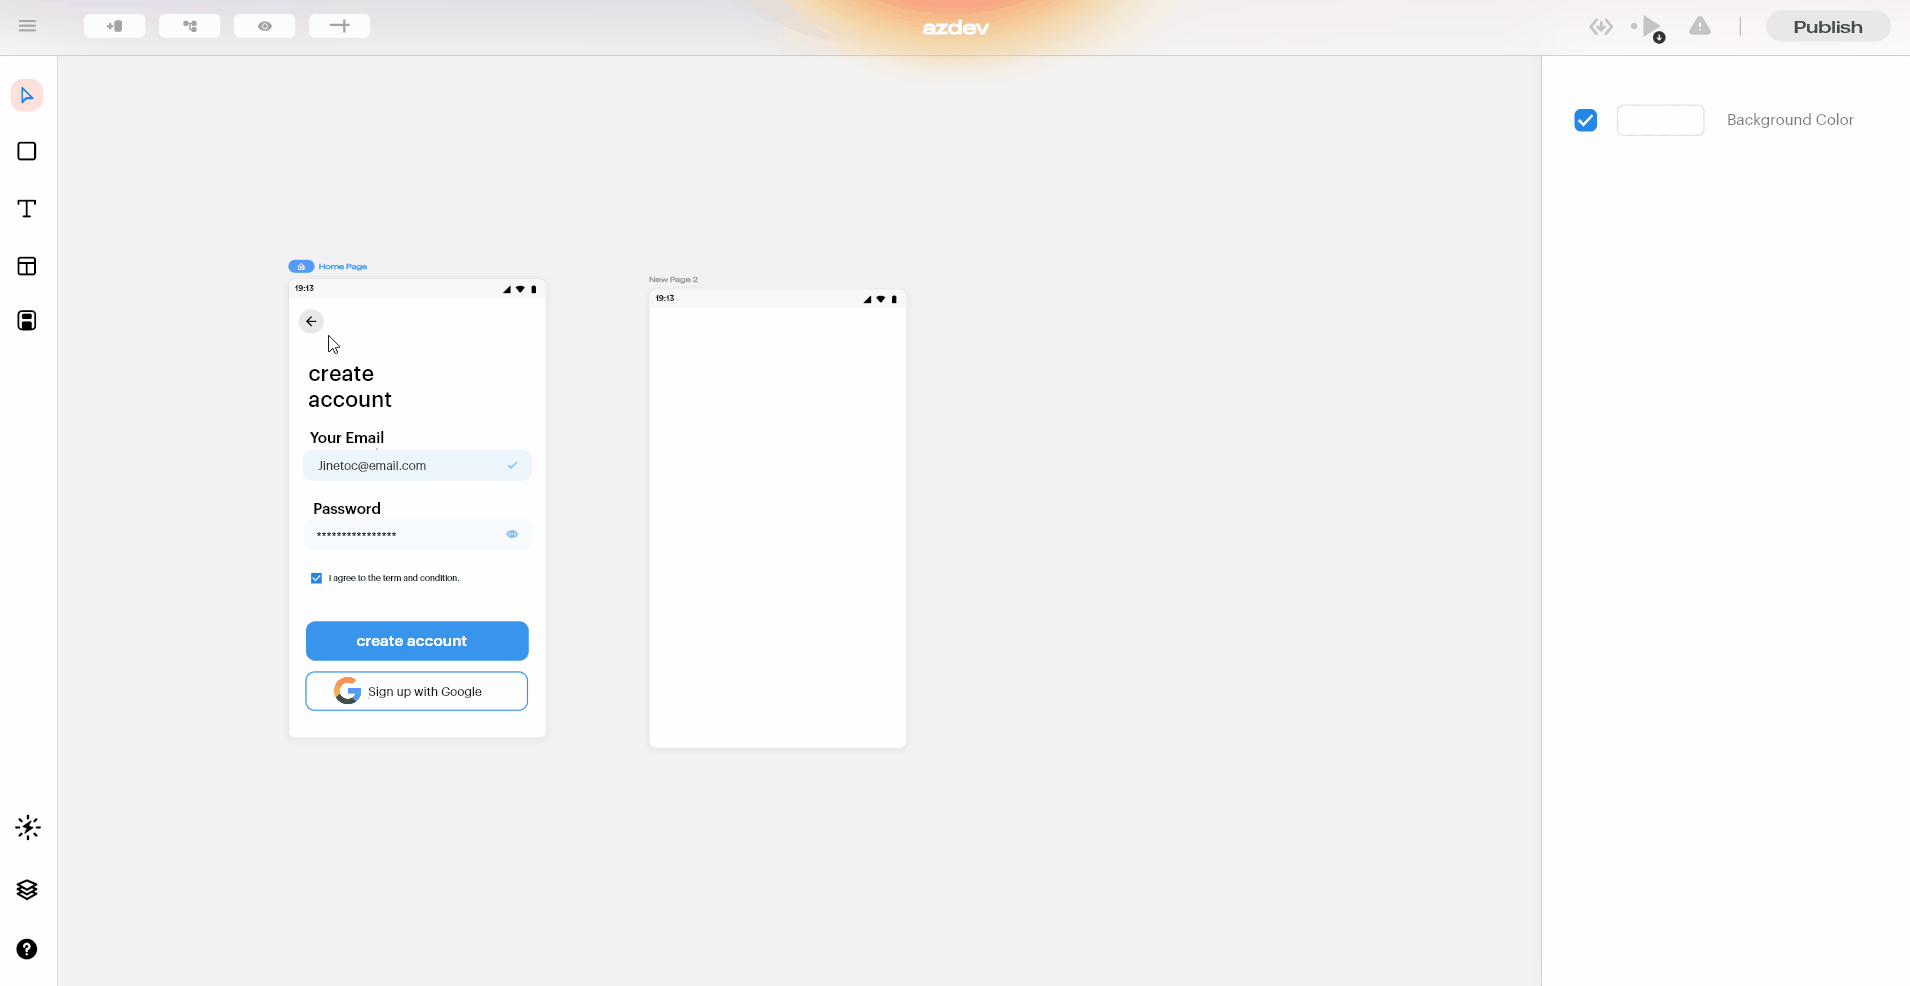 azdev
Publish
Background Color
Home Page
19:13
create
account
Your Email
Jinetoc@email.com
Password
****************
I agree to the term and condition.
create account
Sign up with Google
New Page 2
19:13